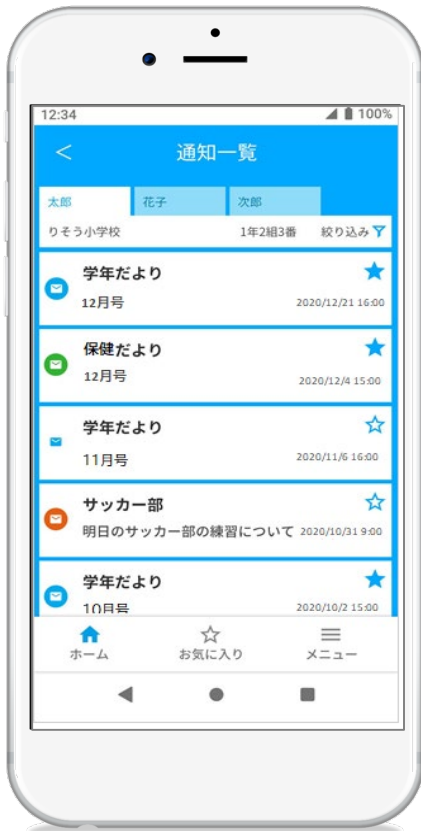 12:34 100%
< 通知一覧
太郎 花子 次郎
りそう小学校 1年2組3番 絞り込み
学年だより
12月号 2020/12/21 16:00
保健だより
12月号 2020/12/4 15:00
学年だより
11月号 2020/11/6 16:00
サッカー部
明日のサッカー部の練習について 2020/10/31 9:00
学年だより
10月号 2020/10/2 15:00
ホーム お気に入り メニュー